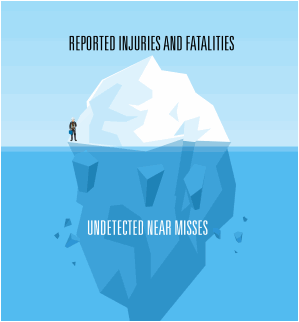 REPORTED INJURIES AND FATALITIES
UNDETECTED NEAR MISSES